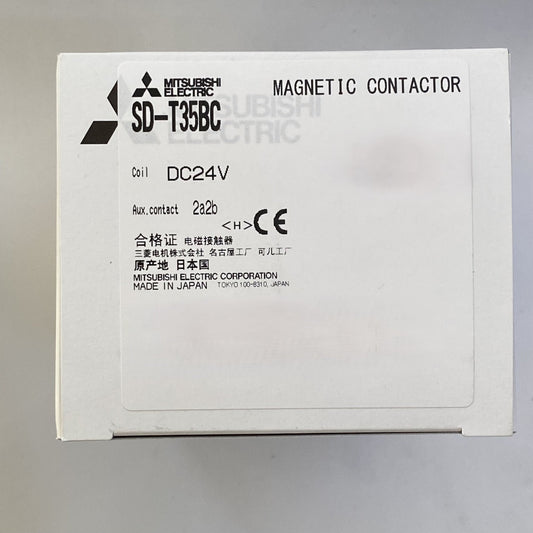 MITSUBISHI
ELECTRIC
MAGNETIC CONTACTOR
MITSUBISHI
ELECTRIC
SD-T35BC
Coil DC24V
Aux.contact 2a2b
<H> CE
合格证 电磁接触器
三菱电机株式会社 名古屋工厂 可儿工厂
原产地 日本国
MITSUBISHI ELECTRIC CORPORATION
MADE IN JAPAN TOKYO 100-8310, JAPAN